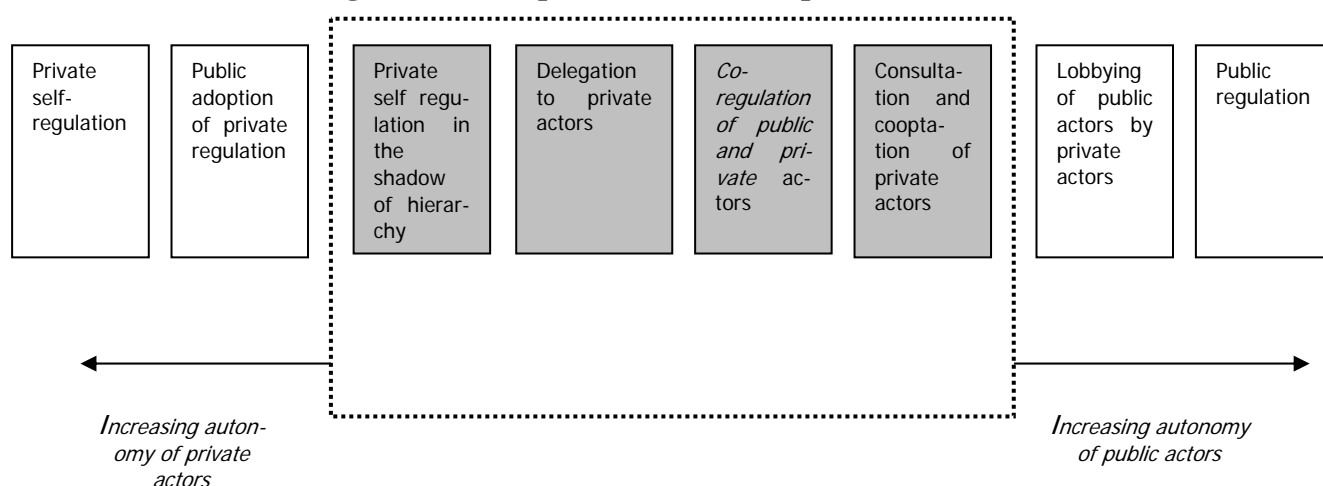 Private
self-
regulation
Public
adoption
of private
regulation
Private
self regu-
lation in
the
shadow
of hierar-
chy
Delegation
to private
actors
Co-
regulation
of public
and pri-
vate ac-
tors
Consulta-
tion and
coopta-
tion of
private
actors
Lobbying
of public
actors by
private
actors
Public
regulation
Increasing auton-
omy of private
actors
Increasing autonomy
of public actors